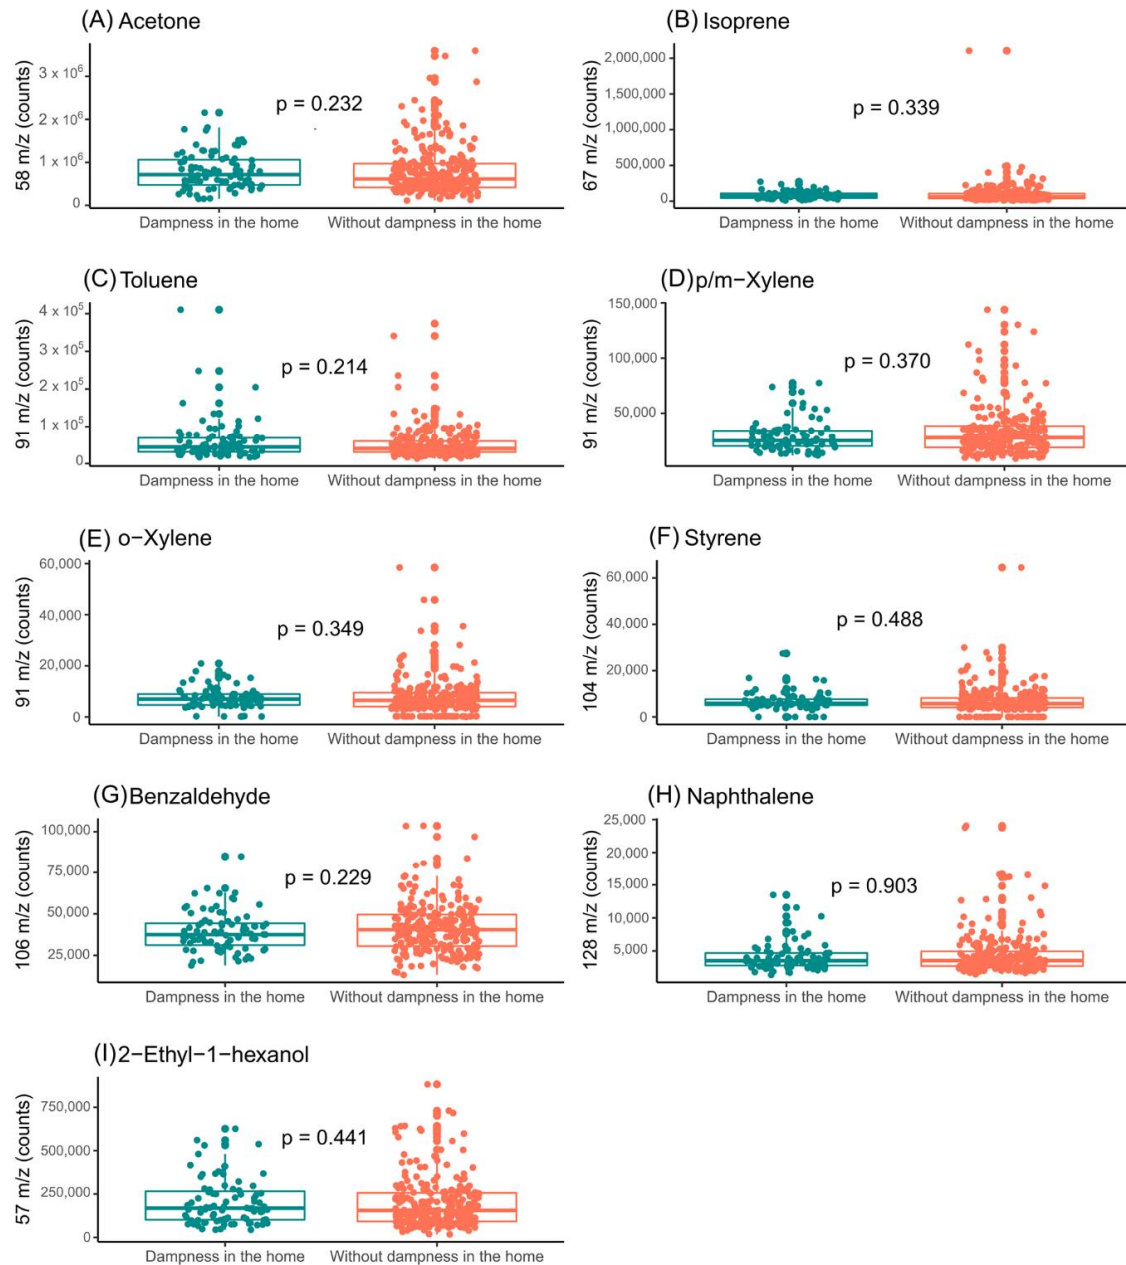 (A) Acetone
58 m/z (counts)
3 x 10⁶
2 x 10⁶
1 x 10⁶
0
p = 0.232
Dampness in the home
Without dampness in the home
(B) Isoprene
67 m/z (counts)
2,000,000
1,500,000
1,000,000
500,000
0
p = 0.339
Dampness in the home
Without dampness in the home
(C) Toluene
91 m/z (counts)
4 x 10⁵
3 x 10⁵
2 x 10⁵
1 x 10⁵
0
p = 0.214
Dampness in the home
Without dampness in the home
(D) p/m−Xylene
91 m/z (counts)
150,000
100,000
50,000
p = 0.370
Dampness in the home
Without dampness in the home
(E) o−Xylene
91 m/z (counts)
60,000
40,000
20,000
0
p = 0.349
Dampness in the home
Without dampness in the home
(F) Styrene
104 m/z (counts)
60,000
40,000
20,000
0
p = 0.488
Dampness in the home
Without dampness in the home
(G) Benzaldehyde
106 m/z (counts)
100,000
75,000
50,000
25,000
p = 0.229
Dampness in the home
Without dampness in the home
(H) Naphthalene
128 m/z (counts)
25,000
20,000
15,000
10,000
5,000
p = 0.903
Dampness in the home
Without dampness in the home
(I) 2−Ethyl−1−hexanol
57 m/z (counts)
750,000
500,000
250,000
0
p = 0.441
Dampness in the home
Without dampness in the home